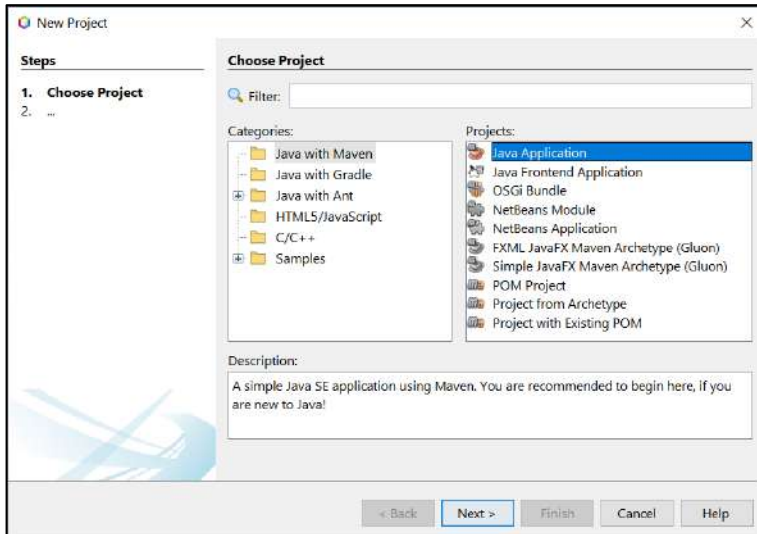 New Project
Steps
1. Choose Project
2. ...
Choose Project
Filter:
Categories:
Java with Maven
Java with Gradle
Java with Ant
HTML5/JavaScript
C/C++
Samples
Projects:
Java Application
Java Frontend Application
OSGi Bundle
NetBeans Module
NetBeans Application
FXML JavaFX Maven Archetype (Gluon)
Simple JavaFX Maven Archetype (Gluon)
POM Project
Project from Archetype
Project with Existing POM
Description:
A simple Java SE application using Maven. You are recommended to begin here, if you
are new to Java!
< Back
Next >
Finish
Cancel
Help